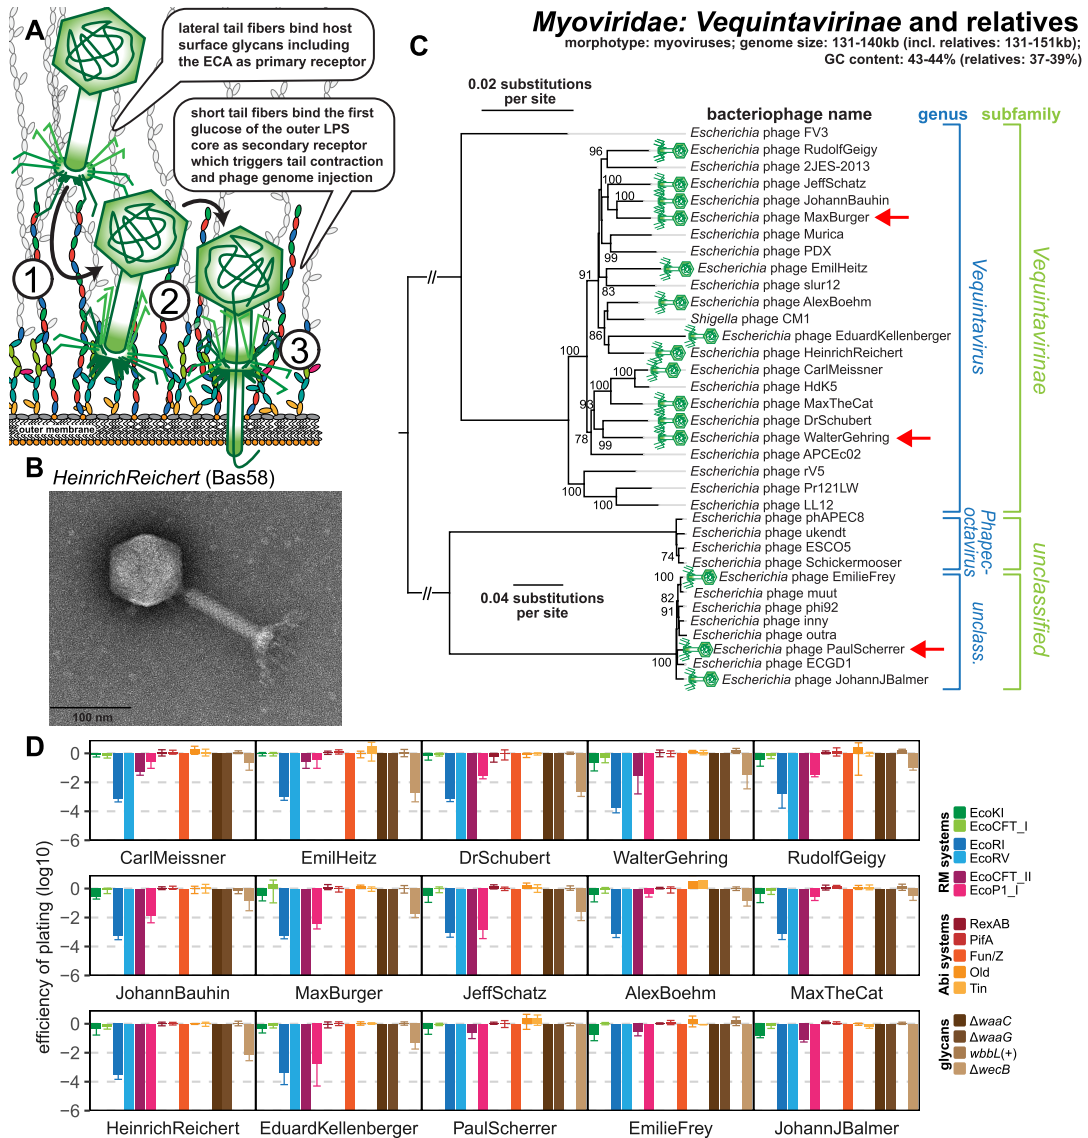 Myoviridae: Vequintavirinae and relatives
morphotype: myoviruses; genome size: 131-140kb (incl. relatives: 131-151kb);
GC content: 43-44% (relatives: 37-39%)
A
lateral tail fibers bind host
surface glycans including
the ECA as primary receptor
short tail fibers bind the first
glucose of the outer LPS
core as secondary receptor
which triggers tail contraction
and phage genome injection
1
2
3
outer membrane
B
HeinrichReichert (Bas58)
100 nm
C
0.02 substitutions
per site
bacteriophage name
genus
subfamily
Escherichia phage FV3
96
Escherichia phage RudolfGeigy
Escherichia phage 2JES-2013
100
Escherichia phage JeffSchatz
100
Escherichia phage JohannBauhin
Escherichia phage MaxBurger
Escherichia phage Murica
99
Escherichia phage PDX
91
Escherichia phage EmilHeitz
83
Escherichia phage slur12
Escherichia phage AlexBoehm
Shigella phage CM1
86
Escherichia phage EduardKellenberger
100
Escherichia phage HeinrichReichert
100
Escherichia phage CarlMeissner
100
Escherichia phage HdK5
93
Escherichia phage MaxTheCat
Escherichia phage DrSchubert
78
99
Escherichia phage WalterGehring
Escherichia phage APCEc02
Escherichia phage rV5
100
Escherichia phage Pr121LW
100
Escherichia phage LL12
Escherichia phage phAPEC8
Escherichia phage ukendt
Escherichia phage ESCO5
74
Escherichia phage Schickermooser
100
Escherichia phage EmilieFrey
82
Escherichia phage muut
91
Escherichia phage phi92
Escherichia phage inny
Escherichia phage outra
Escherichia phage PaulScherrer
100
Escherichia phage ECGD1
Escherichia phage JohannJBalmer
0.04 substitutions
per site
//
//
Vequintavirus
Phapec-
octavirus
unclass.
Vequintavirinae
unclassified
D
efficiency of plating (log10)
0
−2
−4
−6
CarlMeissner
EmilHeitz
DrSchubert
WalterGehring
RudolfGeigy
0
−2
−4
−6
JohannBauhin
MaxBurger
JeffSchatz
AlexBoehm
MaxTheCat
0
−2
−4
−6
HeinrichReichert
EduardKellenberger
PaulScherrer
EmilieFrey
JohannJBalmer
RM systems
EcoKI
EcoCFT_I
EcoRI
EcoRV
EcoCFT_II
EcoP1_I
Abi systems
RexAB
PifA
Fun/Z
Old
Tin
glycans
ΔwaaC
ΔwaaG
wbbL(+)
ΔwecB